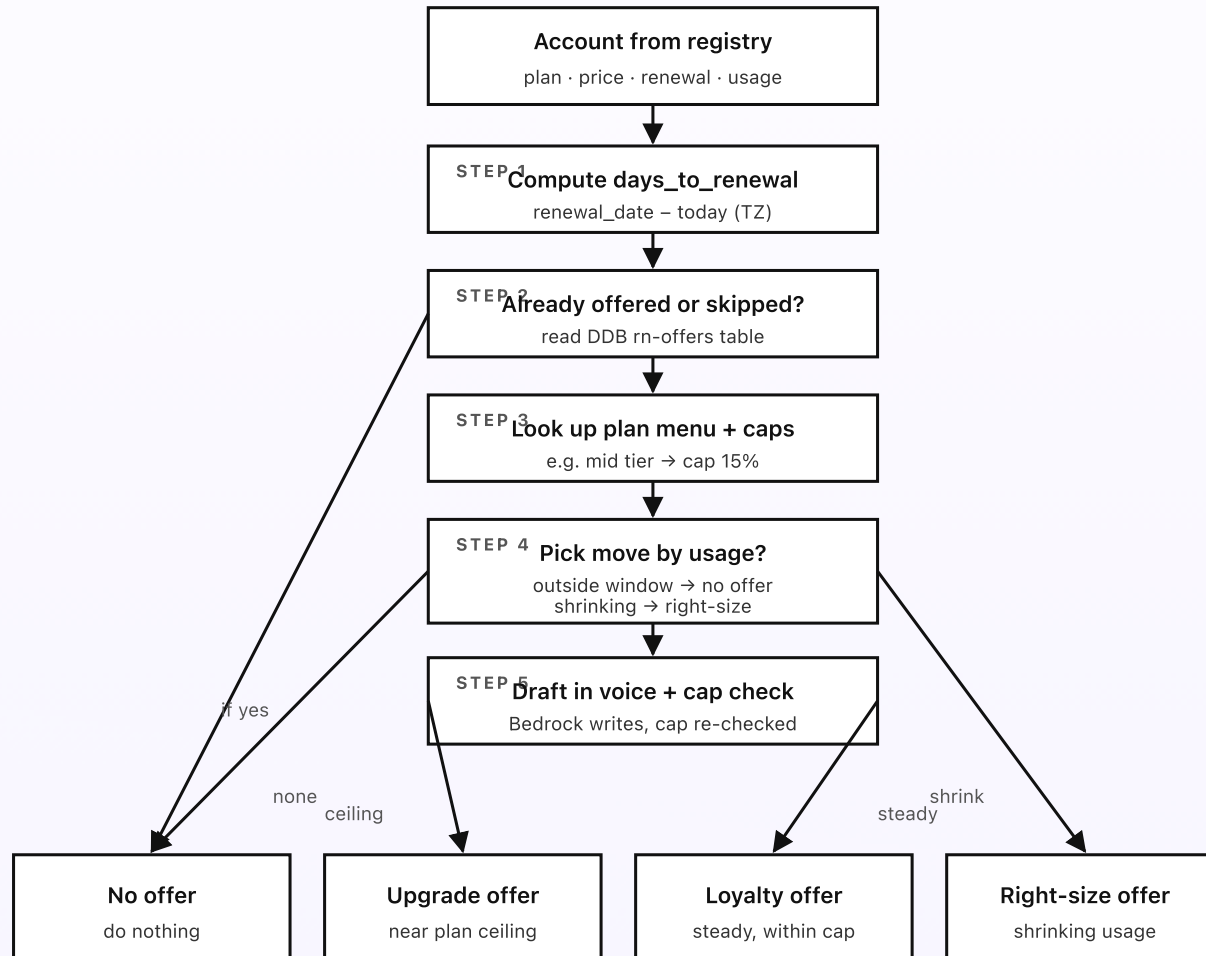 Account from registry
plan · price · renewal · usage
STEP 1
Compute days_to_renewal
renewal_date – today (TZ)
STEP 2
Already offered or skipped?
read DDB rn-offers table
STEP 3
Look up plan menu + caps
e.g. mid tier → cap 15%
STEP 4
Pick move by usage?
outside window → no offer
shrinking → right-size
STEP 5
Draft in voice + cap check
Bedrock writes, cap re-checked
if yes
none
shrink
ceiling
steady
No offer
do nothing
Upgrade offer
near plan ceiling
Loyalty offer
steady, within cap
Right-size offer
shrinking usage